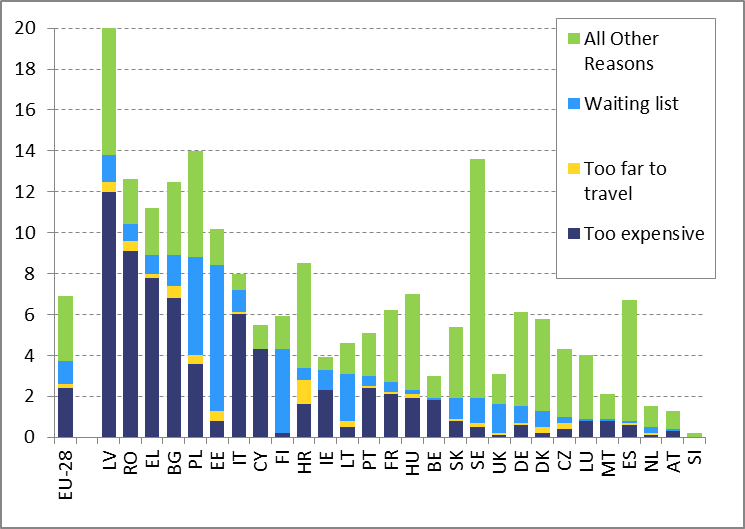 20
18
16
14
12
10
8
6
4
2
0
All Other
Reasons
Waiting list
Too far to
travel
Too expensive
EU-28
LV
RO
EL
BG
PL
EE
IT
CY
FI
HR
IE
LT
PT
FR
HU
BE
SK
SE
UK
DE
DK
CZ
LU
MT
ES
NL
AT
SI